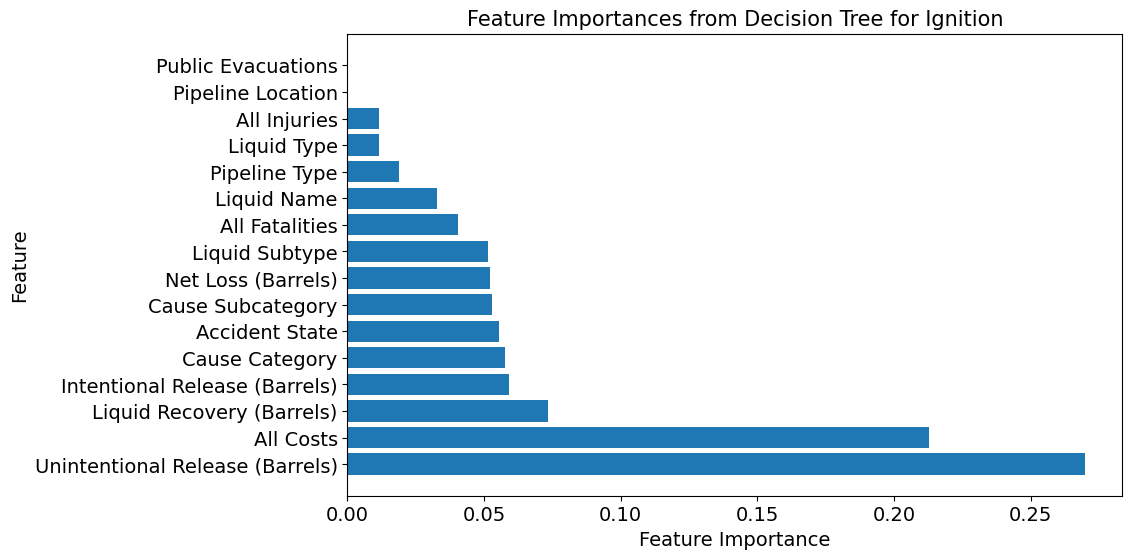 Feature Importances from Decision Tree for Ignition
Feature
Public Evacuations
Pipeline Location
All Injuries
Liquid Type
Pipeline Type
Liquid Name
All Fatalities
Liquid Subtype
Net Loss (Barrels)
Cause Subcategory
Accident State
Cause Category
Intentional Release (Barrels)
Liquid Recovery (Barrels)
All Costs
Unintentional Release (Barrels)
0.00 0.05 0.10 0.15 0.20 0.25
Feature Importance